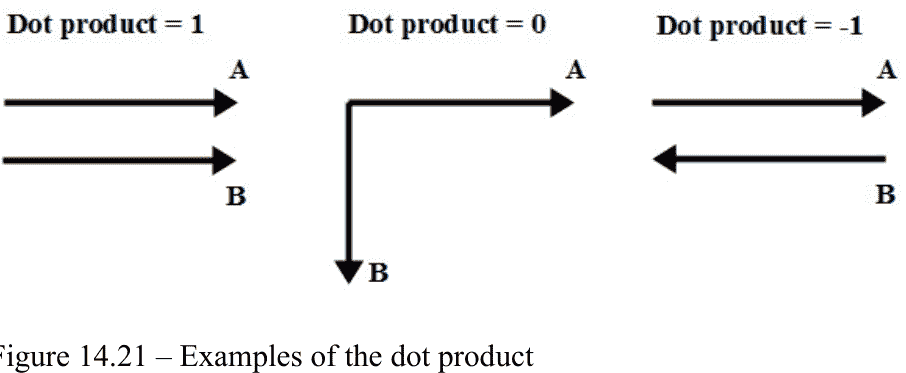 Dot product = 1
Dot product = 0
Dot product = -1
A
B
A
B
A
B
Figure 14.21 – Examples of the dot product